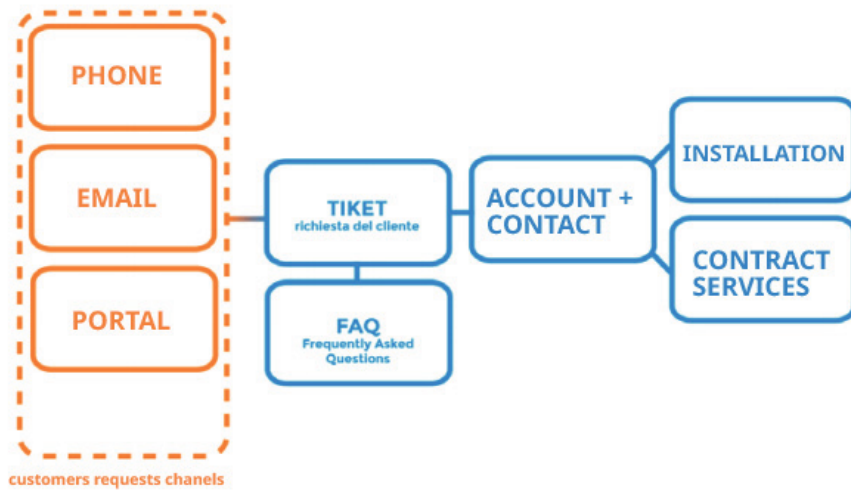 PHONE
EMAIL
PORTAL
customers requests chanels
TIKET
richiesta del cliente
FAQ
Frequently Asked
Questions
ACCOUNT +
CONTACT
INSTALLATION
CONTRACT
SERVICES